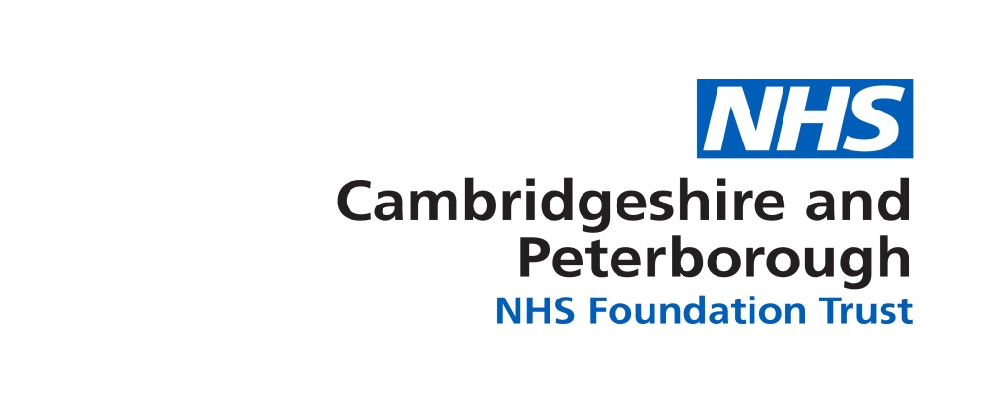 NHS
Cambridgeshire and
Peterborough
NHS Foundation Trust